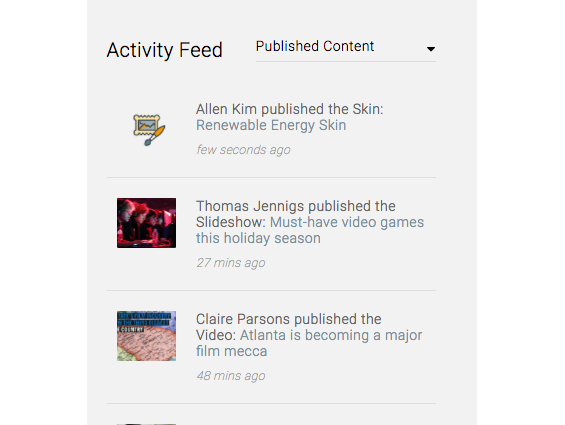 Activity Feed
Published Content
Allen Kim published the Skin:
Renewable Energy Skin
few seconds ago
Thomas Jennigs published the
Slideshow: Must-have video games
this holiday season
27 mins ago
Claire Parsons published the
Video: Atlanta is becoming a major
film mecca
48 mins ago
COUNTRY